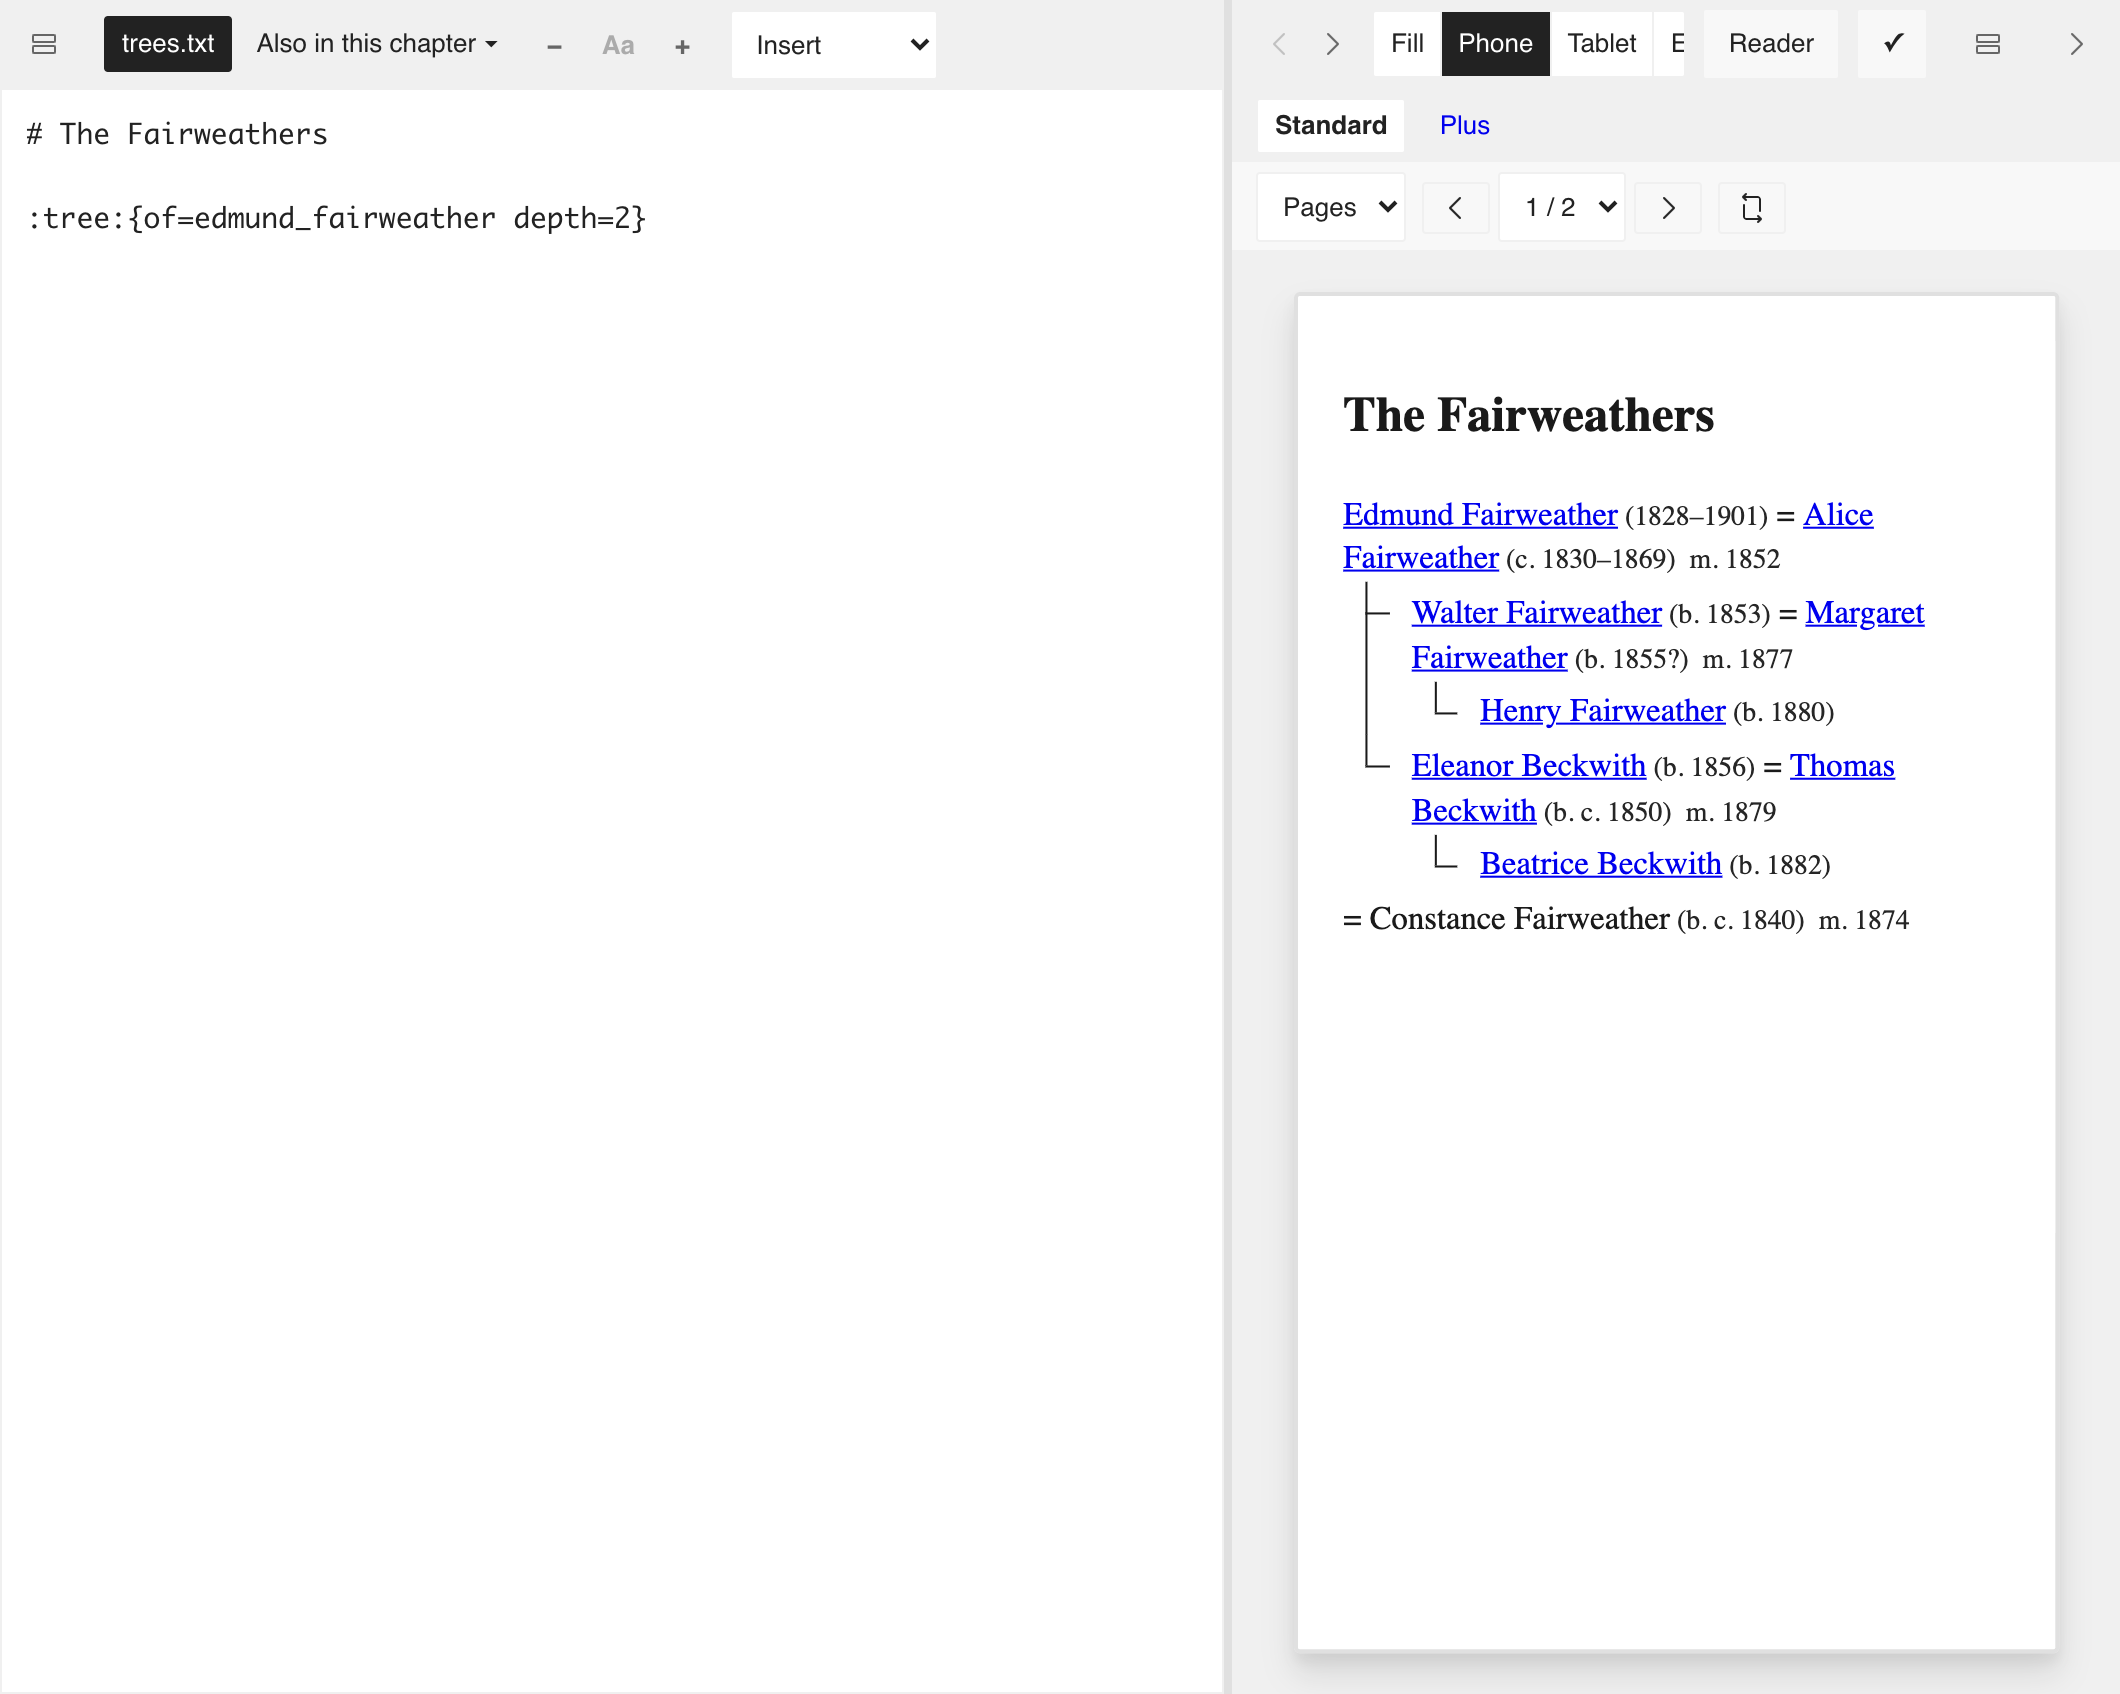 trees.txt Also in this chapter − Aa + Insert
# The Fairweathers
:tree:{of=edmund_fairweather depth=2}
Fill Phone Tablet Reader ✓
Standard Plus
Pages 1 / 2
The Fairweathers
Edmund Fairweather (1828–1901) = Alice
Fairweather (c. 1830–1869) m. 1852
Walter Fairweather (b. 1853) = Margaret
Fairweather (b. 1855?) m. 1877
Henry Fairweather (b. 1880)
Eleanor Beckwith (b. 1856) = Thomas
Beckwith (b. c. 1850) m. 1879
Beatrice Beckwith (b. 1882)
= Constance Fairweather (b. c. 1840) m. 1874